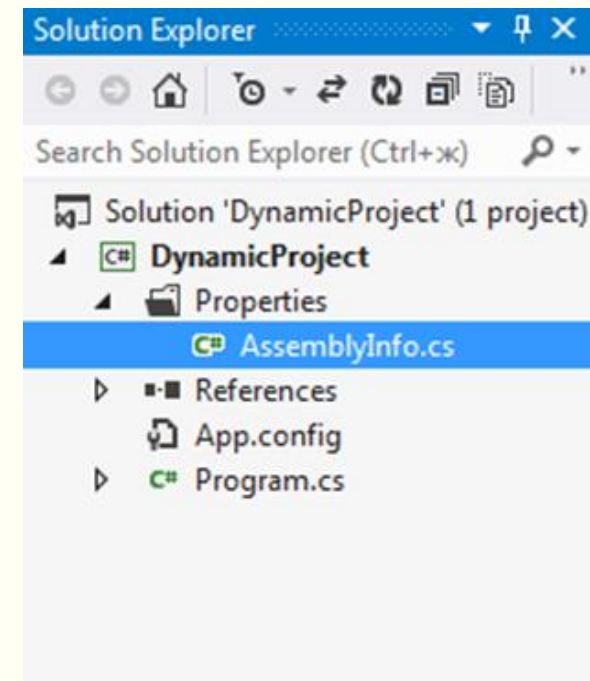 Solution Explorer
Search Solution Explorer (Ctrl+ж)
Solution 'DynamicProject' (1 project)
C# DynamicProject
Properties
C# AssemblyInfo.cs
References
App.config
C# Program.cs